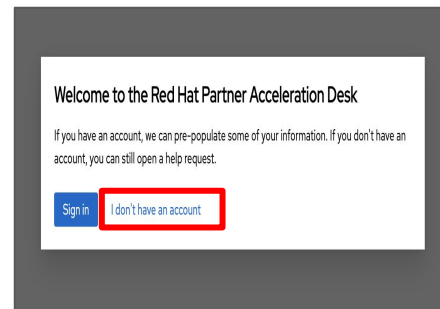 Welcome to the Red Hat Partner Acceleration Desk
If you have an account, we can pre-populate some of your information. If you don't have an
account, you can still open a help request.
Sign in
I don't have an account